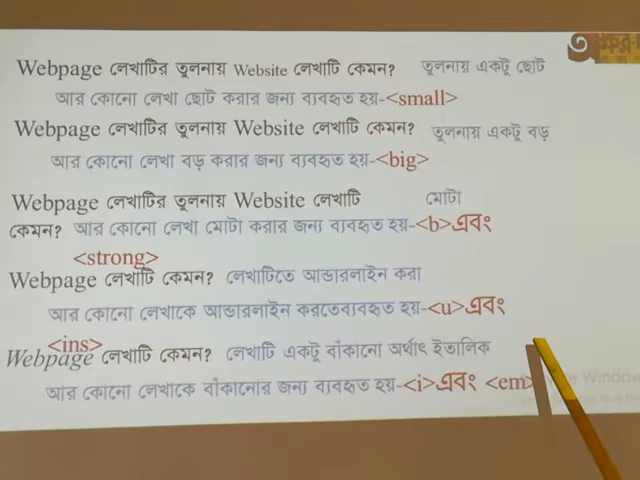 Webpage লেখাটির তুলনায় Website লেখাটি কেমন? তুলনায় একটু ছোট
আর কোনো লেখা ছোট করার জন্য ব্যবহৃত হয়-<small>
Webpage লেখাটির তুলনায় Website লেখাটি কেমন? তুলনায় একটু বড়
আর কোনো লেখা বড় করার জন্য ব্যবহৃত হয়-<big>
Webpage লেখাটির তুলনায় Website লেখাটি মোটা
কেমন? আর কোনো লেখা মোটা করার জন্য ব্যবহৃত হয়-<b>এবং
<strong>
Webpage লেখাটি কেমন? লেখাটিতে আন্ডারলাইন করা
আর কোনো লেখাকে আন্ডারলাইন করতেব্যবহৃত হয়-<u>এবং
<ins>
Webpage লেখাটি কেমন? লেখাটি একটু বাঁকানো অর্থাৎ ইতালিক
আর কোনো লেখাকে বাঁকানোর জন্য ব্যবহৃত হয়-<i>এবং <em>
Window